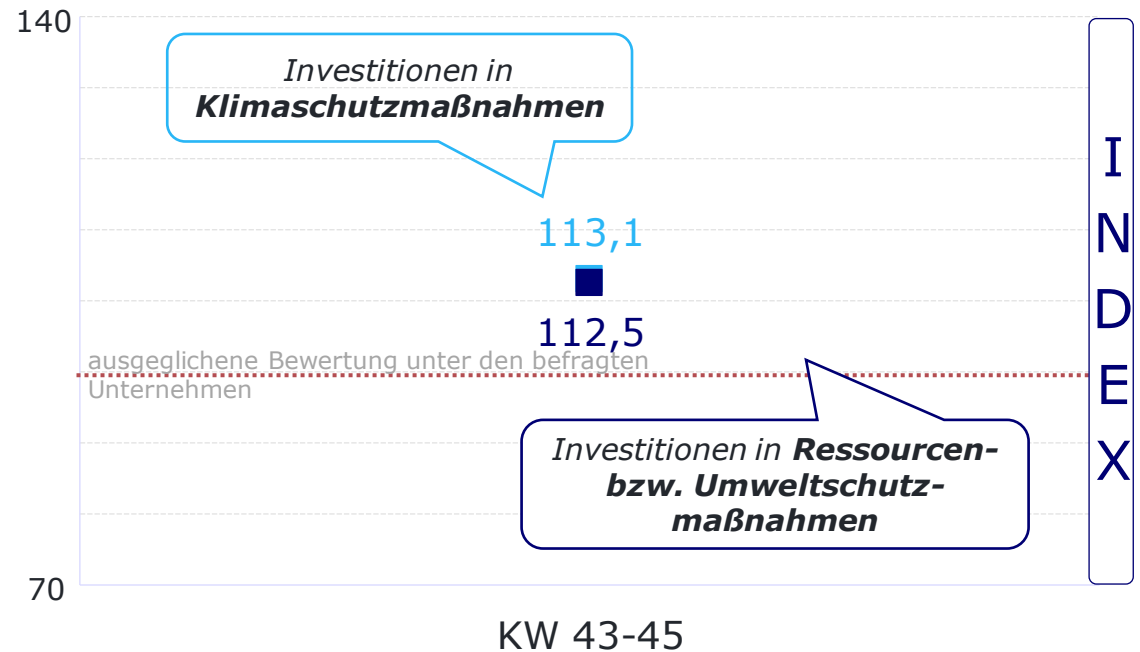 140
Investitionen in
Klimaschutzmaßnahmen
113,1
112,5
ausgeglichene Bewertung unter den befragten
Unternehmen
Investitionen in Ressourcen-
bzw. Umweltschutz-
maßnahmen
70
KW 43-45
I
N
D
E
X